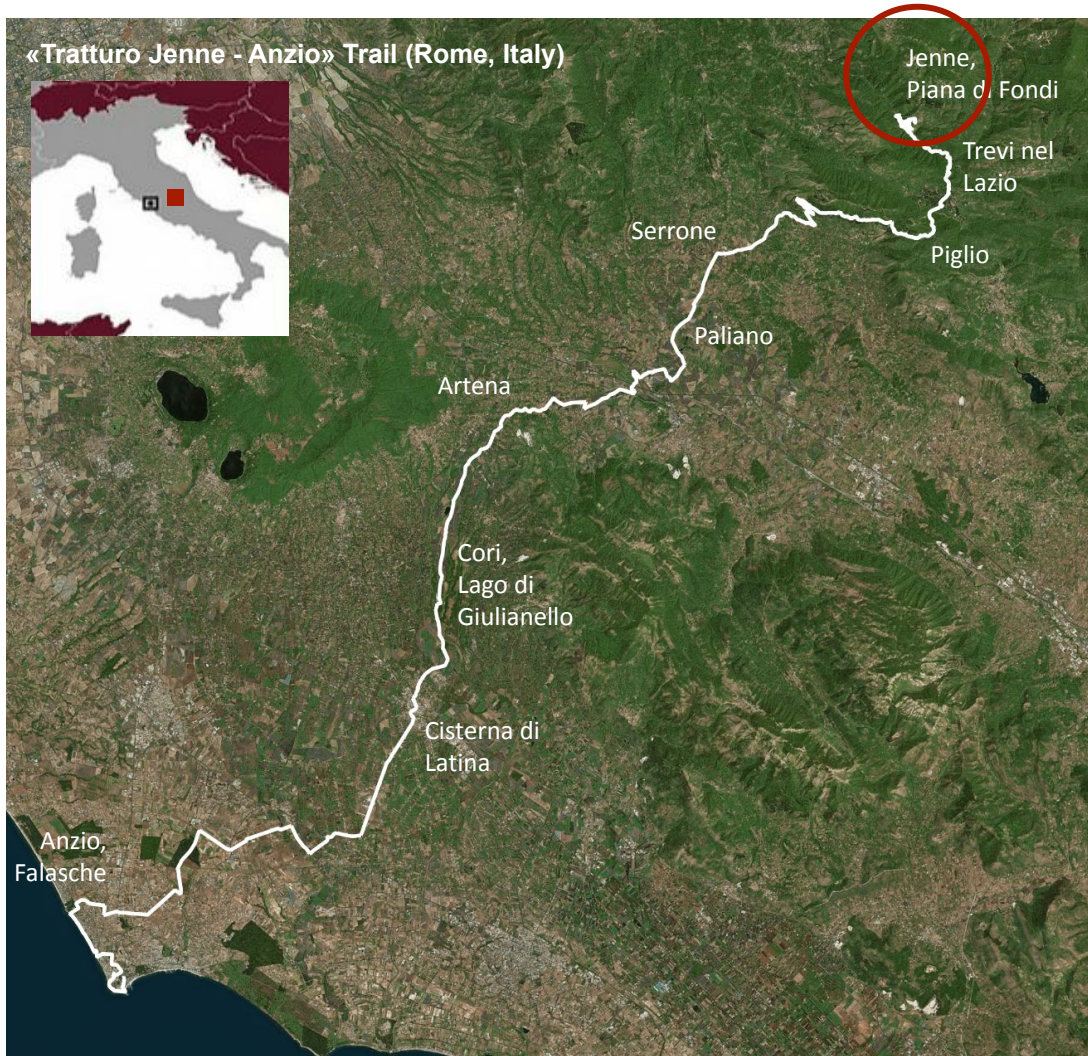 «Tratturo Jenne - Anzio» Trail (Rome, Italy)
Jenne,
Piana di Fondi
Trevi nel
Lazio
Serrone
Piglio
Paliano
Artena
Cori,
Lago di
Giulianello
Cisterna di
Latina
Anzio,
Falasche